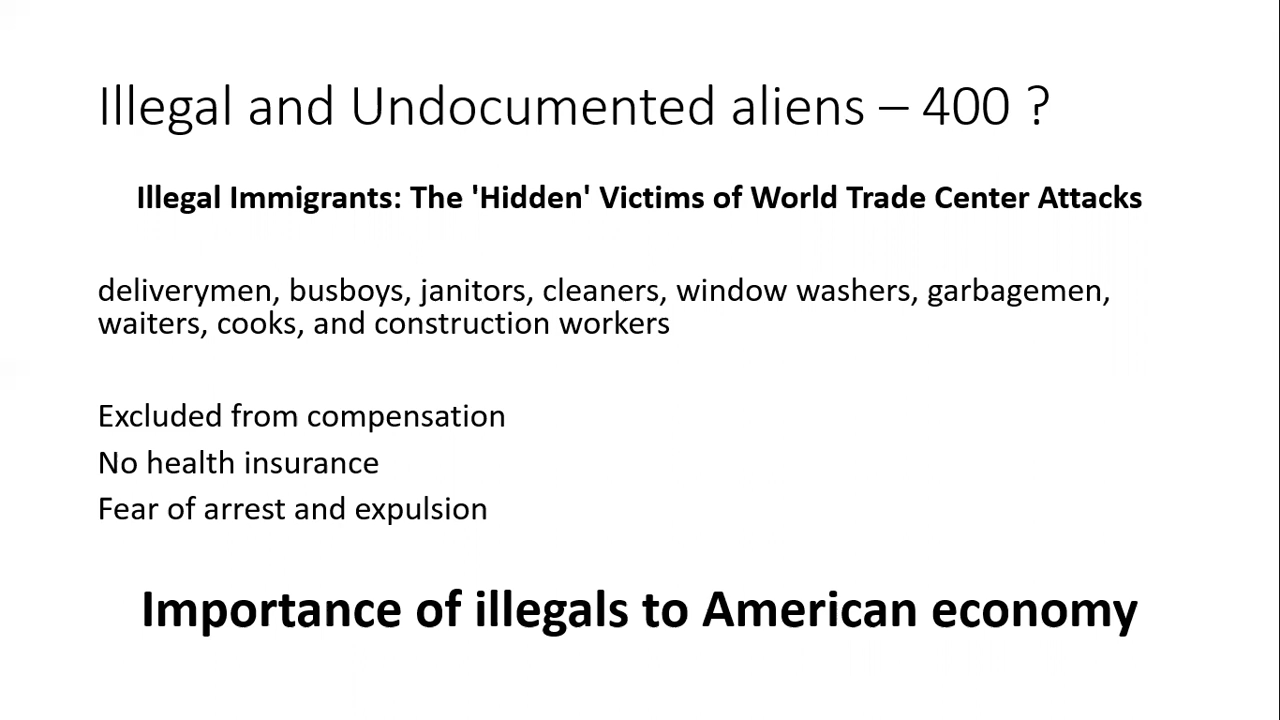 Illegal and Undocumented aliens – 400 ?
Illegal Immigrants: The 'Hidden' Victims of World Trade Center Attacks
deliverymen, busboys, janitors, cleaners, window washers, garbagemen,
waiters, cooks, and construction workers
Excluded from compensation
No health insurance
Fear of arrest and expulsion
Importance of illegals to American economy